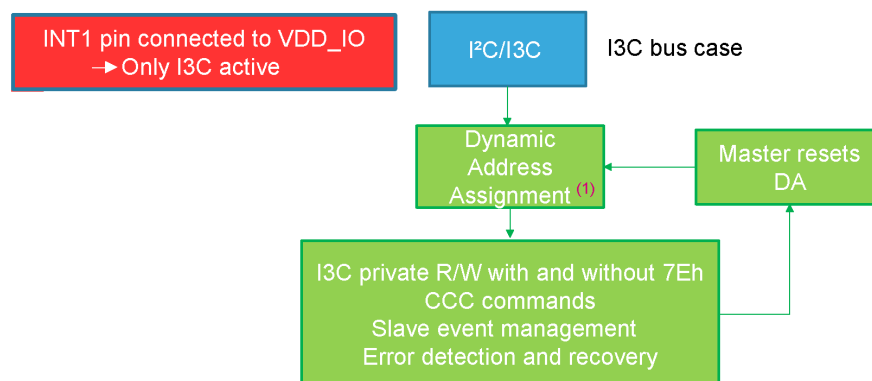 INT1 pin connected to VDD_IO
→ Only I3C active
I²C/I3C
I3C bus case
Dynamic
Address
Assignment (1)
Master resets
DA
I3C private R/W with and without 7Eh
CCC commands
Slave event management
Error detection and recovery